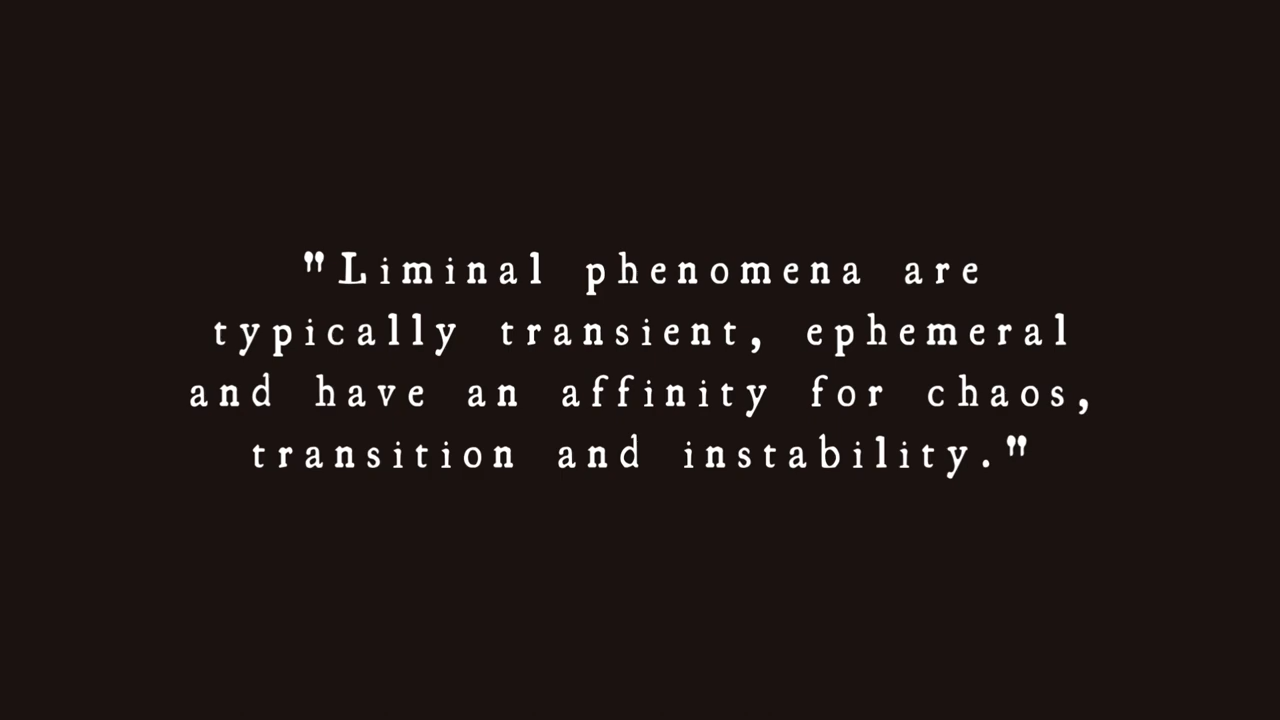 "Liminal phenomena are
typically transient, ephemeral
and have an affinity for chaos,
transition and instability."